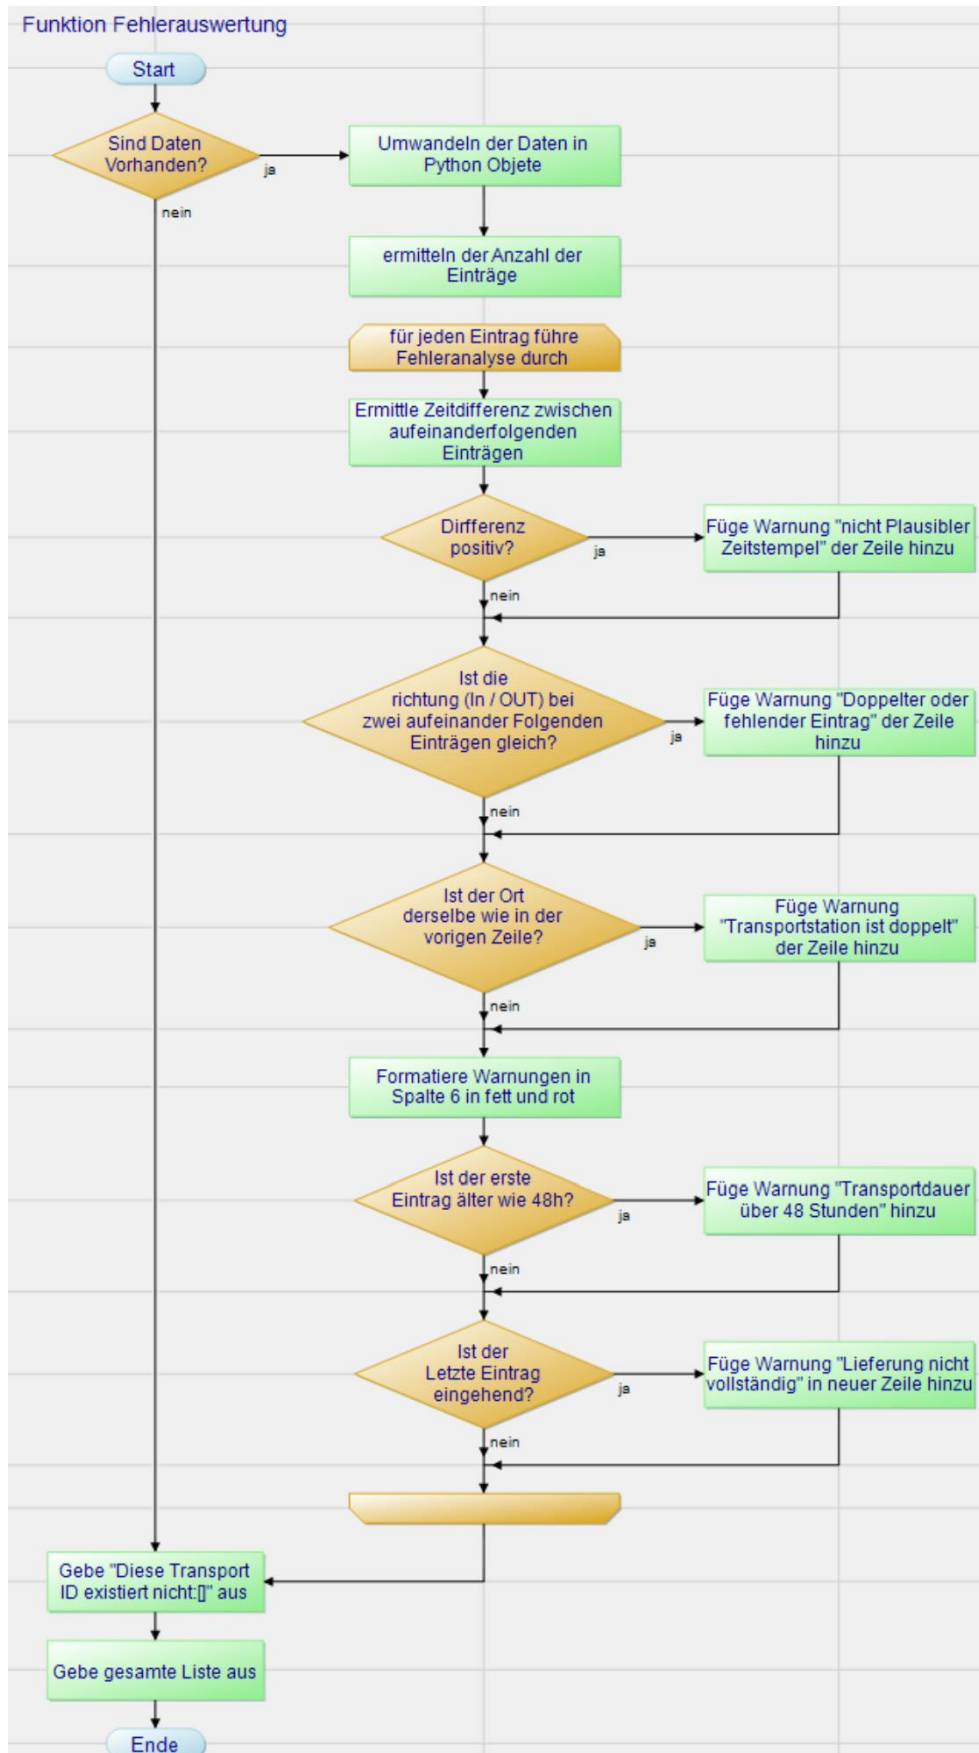 Funktion Fehlerauswertung
Start
Sind Daten
Vorhanden?
ja
nein
Umwandeln der Daten in
Python Objete
ermitteln der Anzahl der
Einträge
für jeden Eintrag führe
Fehleranalyse durch
Ermittle Zeitdifferenz zwischen
aufeinanderfolgenden
Einträgen
Dirfferenz
positiv?
ja
nein
Füge Warnung "nicht Plausibler
Zeitstempel" der Zeile hinzu
Ist die
richtung (In / OUT) bei
zwei aufeinander Folgenden
Einträgen gleich?
ja
nein
Füge Warnung "Doppelter oder
fehlender Eintrag" der Zeile
hinzu
Ist der Ort
derselbe wie in der
vorigen Zeile?
ja
nein
Füge Warnung
"Transportstation ist doppelt"
der Zeile hinzu
Formatiere Warnungen in
Spalte 6 in fett und rot
Ist der erste
Eintrag älter wie 48h?
ja
nein
Füge Warnung "Transportdauer
über 48 Stunden" hinzu
Ist der
Letzte Eintrag
eingehend?
ja
nein
Füge Warnung "Lieferung nicht
vollständig" in neuer Zeile hinzu
Gebe "Diese Transport
ID existiert nicht:[]" aus
Gebe gesamte Liste aus
Ende